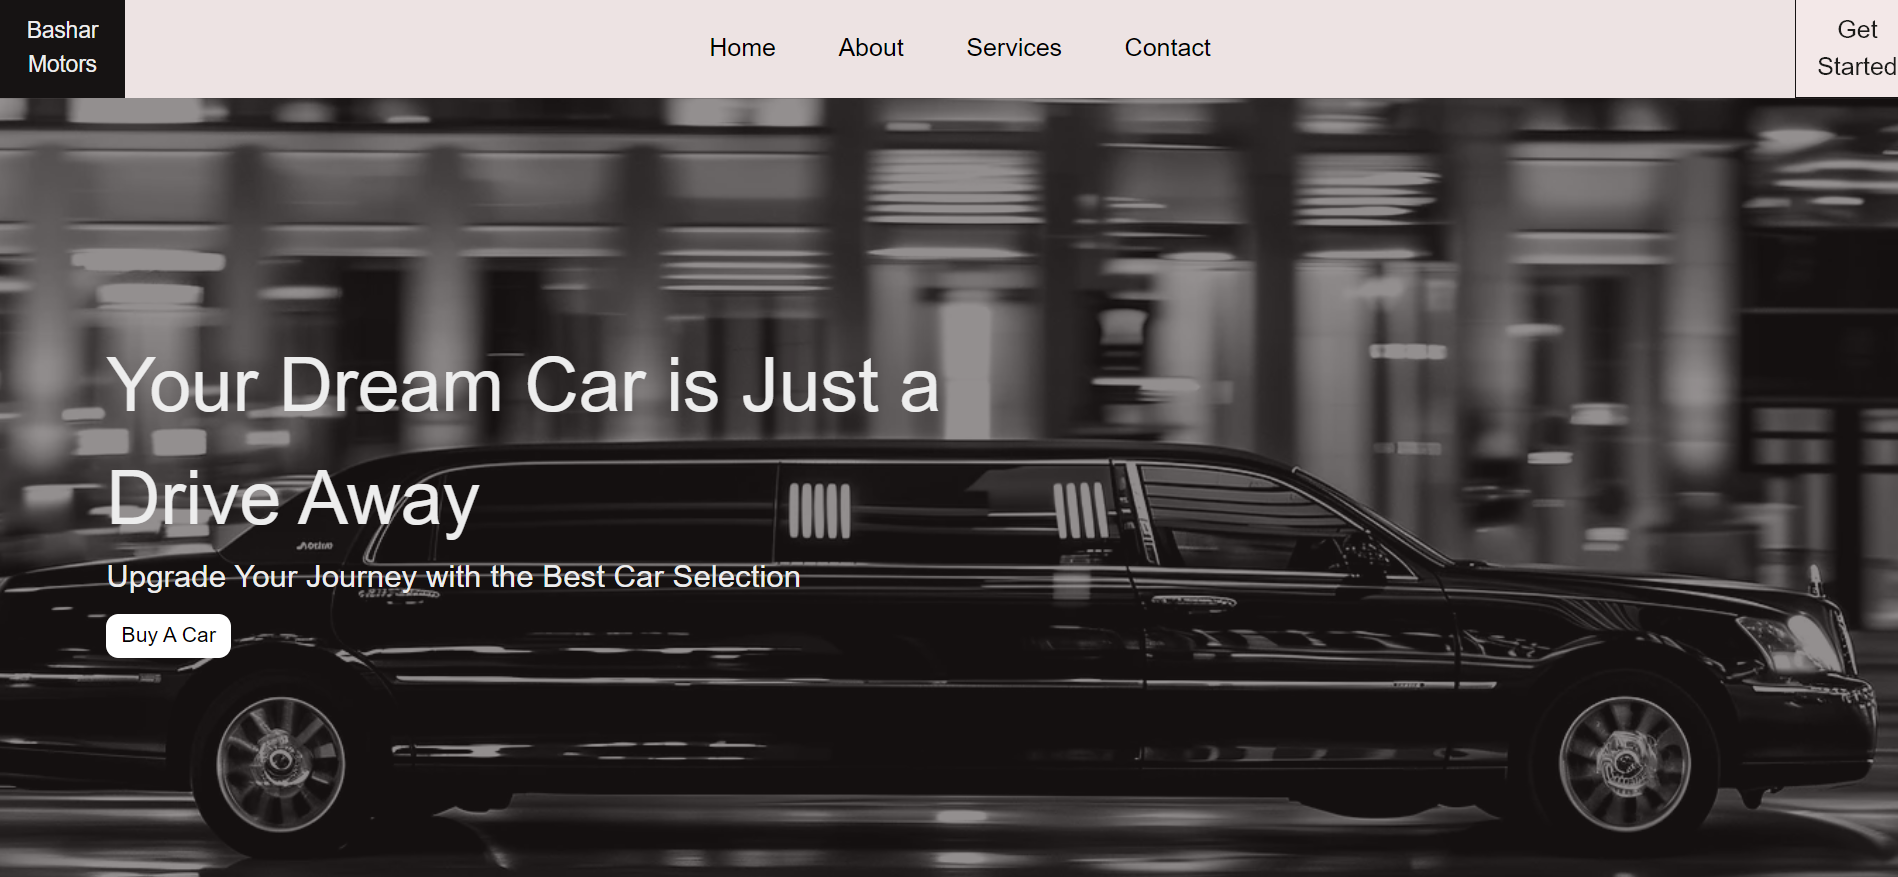 Bashar
Motors
Home
About
Services
Contact
Get
Started
Your Dream Car is Just a
Drive Away
Upgrade Your Journey with the Best Car Selection
Buy A Car